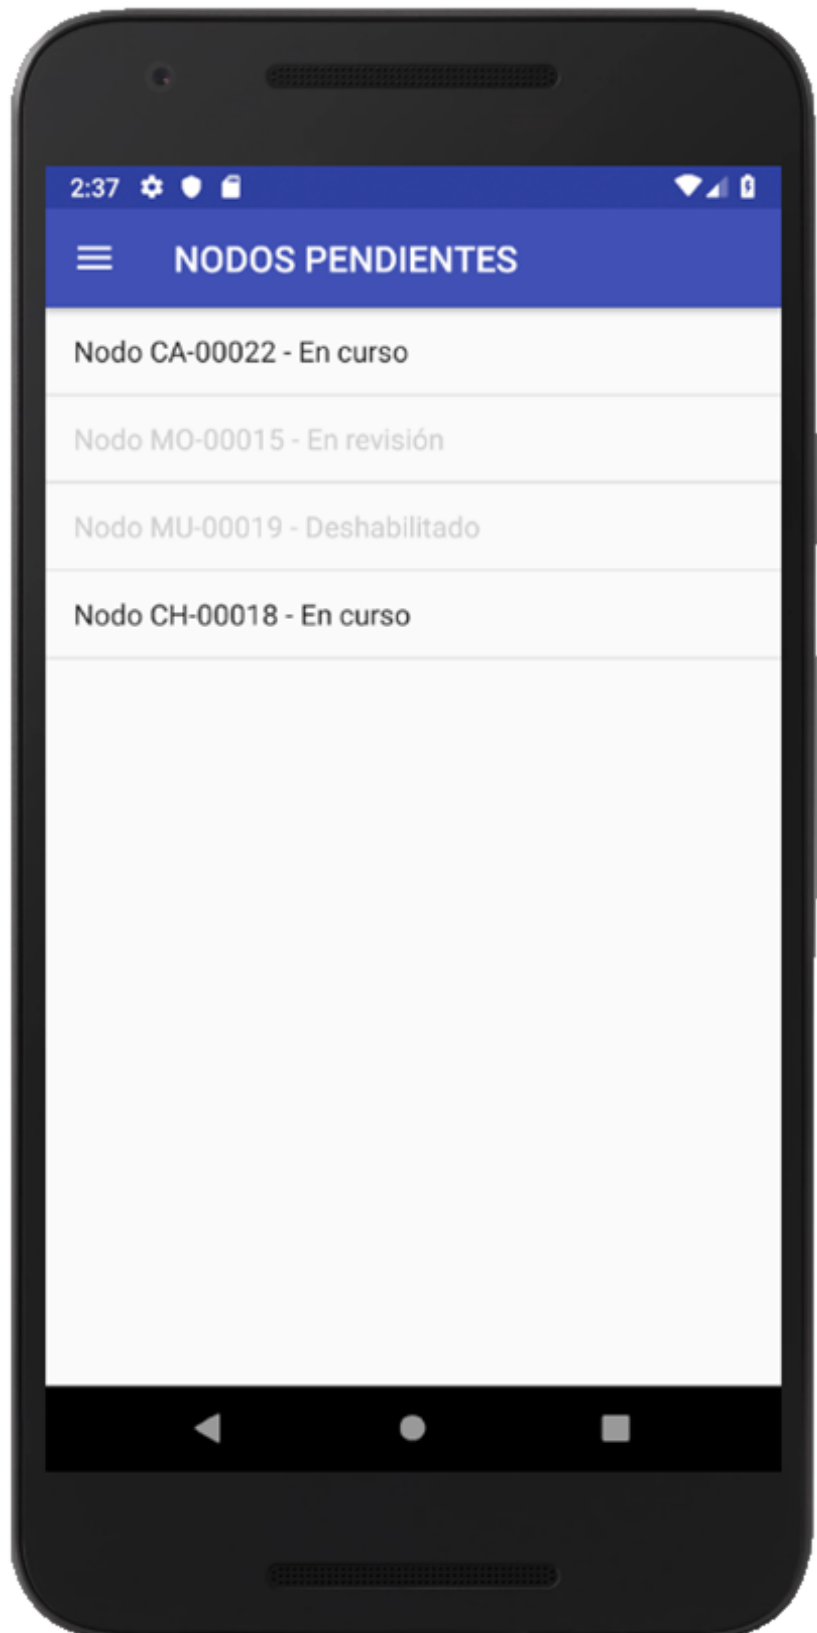 2:37
NODOS PENDIENTES
Nodo CA-00022 - En curso
Nodo MO-00015 - En revisión
Nodo MU-00019 - Deshabilitado
Nodo CH-00018 - En curso